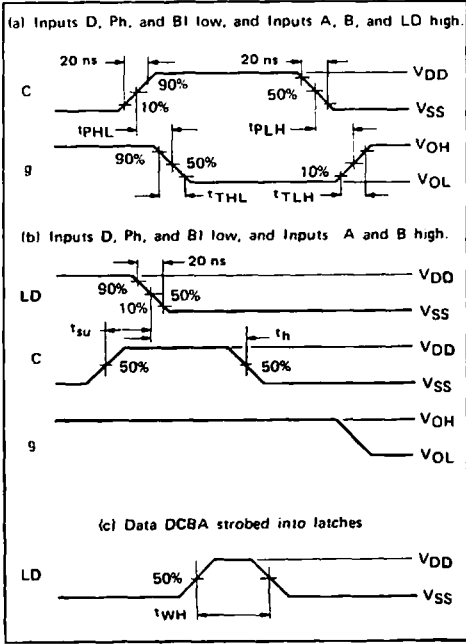 (a) Inputs D, Ph, and BI low, and Inputs A, B, and LD high.
20 ns
20 ns
90%
VDD
C
10%
50%
VSS
tPHL
tPLH
90%
50%
10%
VOH
g
VOL
tTHL
tTLH
(b) Inputs D, Ph, and BI low, and Inputs A and B high.
20 ns
VDD
LD
90%
50%
10%
VSS
tsu
th
VDD
C
50%
50%
VSS
VOH
g
VOL
(c) Data DCBA strobed into latches
VDD
LD
50%
VSS
tWH